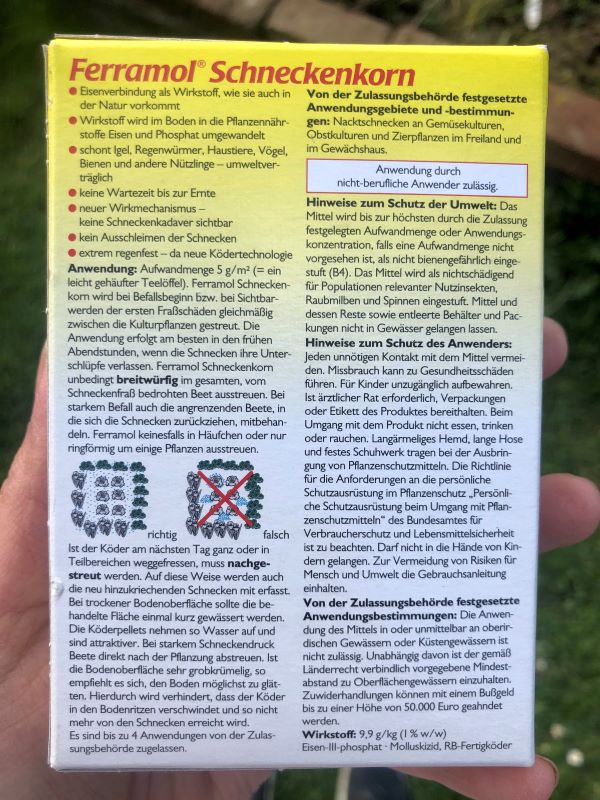 Ferramol® Schneckenkorn
● Eisenverbindung als Wirkstoff, wie sie auch in
der Natur vorkommt
● Wirkstoff wird im Boden in die Pflanzennähr-
stoffe Eisen und Phosphat umgewandelt
● schont Igel, Regenwürmer, Haustiere, Vögel,
Bienen und andere Nützlinge – umweltver-
träglich
● keine Wartezeit bis zur Ernte
● neuer Wirkmechanismus –
keine Schneckenkadaver sichtbar
● kein Ausschleimen der Schnecken
● extrem regenfest – da neue Ködertechnologie
Anwendung: Aufwandmenge 5 g/m² (= ein
leicht gehäufter Teelöffel). Ferramol Schnecken-
korn wird bei Befallsbeginn bzw. bei Sichtbar-
werden der ersten Fraßschäden gleichmäßig
zwischen die Kulturpflanzen gestreut. Die
Anwendung erfolgt am besten in den frühen
Abendstunden, wenn die Schnecken ihre Unter-
schlüpfe verlassen. Ferramol Schneckenkorn
unbedingt breitwürfig im gesamten, vom
Schneckenfraß bedrohten Beet ausstreuen. Bei
starkem Befall auch die angrenzenden Beete, in
die sich die Schnecken zurückziehen, mitbehan-
deln. Ferramol keinesfalls in Häufchen oder nur
ringförmig um einige Pflanzen ausstreuen.
richtig
falsch
Ist der Köder am nächsten Tag ganz oder in
Teilbereichen weggefressen, muss nachge-
streut werden. Auf diese Weise werden auch
die neu hinzukriechenden Schnecken mit erfasst.
Bei trockener Bodenoberfläche sollte die be-
handelte Fläche einmal kurz gewässert werden.
Die Köderpellets nehmen so Wasser auf und
sind attraktiver. Bei starkem Schneckendruck
Beete direkt nach der Pflanzung abstreuen. Ist
die Bodenoberfläche sehr grobkrümelig, so
empfiehlt es sich, den Boden möglichst zu glät-
ten. Hierdurch wird verhindert, dass der Köder
in den Bodenritzen verschwindet und so nicht
mehr von den Schnecken erreicht wird.
Es sind bis zu 4 Anwendungen von der Zulas-
sungsbehörde zugelassen.
Von der Zulassungsbehörde festgesetzte
Anwendungsgebiete und -bestimmun-
gen: Nacktschnecken an Gemüsekulturen,
Obstkulturen und Zierpflanzen im Freiland und
im Gewächshaus.
Anwendung durch
nicht-berufliche Anwender zulässig.
Hinweise zum Schutz der Umwelt: Das
Mittel wird bis zur höchsten durch die Zulassung
festgelegten Aufwandmenge oder Anwendungs-
konzentration, falls eine Aufwandmenge nicht
vorgesehen ist, als nicht bienengefährlich einge-
stuft (B4). Das Mittel wird als nichtschädigend
für Populationen relevanter Nutzinsekten,
Raubmilben und Spinnen eingestuft. Mittel und
dessen Reste sowie entleerte Behälter und Pac-
kungen nicht in Gewässer gelangen lassen.
Hinweise zum Schutz des Anwenders:
Jeden unnötigen Kontakt mit dem Mittel vermei-
den. Missbrauch kann zu Gesundheitsschäden
führen. Für Kinder unzugänglich aufbewahren.
Ist ärztlicher Rat erforderlich, Verpackungen
oder Etikett des Produktes bereithalten. Beim
Umgang mit dem Produkt nicht essen, trinken
oder rauchen. Langärmeliges Hemd, lange Hose
und festes Schuhwerk tragen bei der Ausbrin-
gung von Pflanzenschutzmitteln. Die Richtlinie
für die Anforderungen an die persönliche
Schutzausrüstung im Pflanzenschutz „Persönli-
che Schutzausrüstung beim Umgang mit Pflan-
zenschutzmitteln“ des Bundesamtes für
Verbraucherschutz und Lebensmittelsicherheit
ist zu beachten. Darf nicht in die Hände von Kin-
dern gelangen. Zur Vermeidung von Risiken für
Mensch und Umwelt die Gebrauchsanleitung
einhalten.
Von der Zulassungsbehörde festgesetzte
Anwendungsbestimmungen: Die Anwen-
dung des Mittels in oder unmittelbar an oberir-
dischen Gewässern oder Küstengewässern ist
nicht zulässig. Unabhängig davon ist der gemäß
Länderrecht verbindlich vorgegebene Mindest-
abstand zu Oberflächengewässern einzuhalten.
Zuwiderhandlungen können mit einem Bußgeld
bis zu einer Höhe von 50.000 Euro geahndet
werden.
Wirkstoff: 9,9 g/kg (1 % w/w)
Eisen-III-phosphat · Molluskizid, RB-Fertigköder